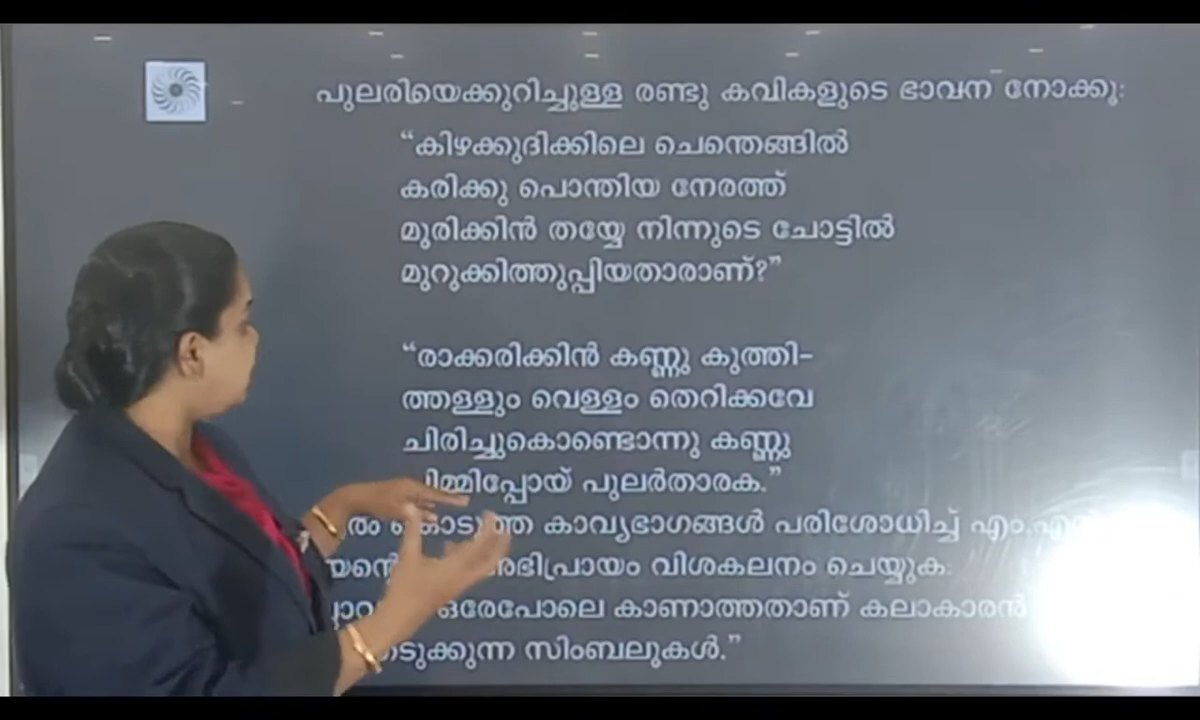 പുലരിയെക്കുറിച്ചുള്ള രണ്ടു കവികളുടെ ഭാവന നോക്കൂ:
“കിഴക്കുദിക്കിലെ ചെന്തെങ്ങിൽ
കരിക്കു പൊന്തിയ നേരത്ത്
മുരിക്കിൻ തയ്യേ നിന്നുടെ ചോട്ടിൽ
മുറുക്കിത്തുപ്പിയതാരാണ്?”
“രാക്കരിക്കിൻ കണ്ണു കുത്തി-
ത്തള്ളും വെള്ളം തെറിക്കവേ
ചിരിച്ചുകൊണ്ടൊന്നു കണ്ണു
പുലർതാരക.”
കാവ്യഭാഗങ്ങൾ പരിശോധിച്ച്
അഭിപ്രായം വിശകലനം ചെയ്യുക:
ഒരേപോലെ കാണാത്തതാണ് കലാകാരൻ
സിംബലുകൾ.”